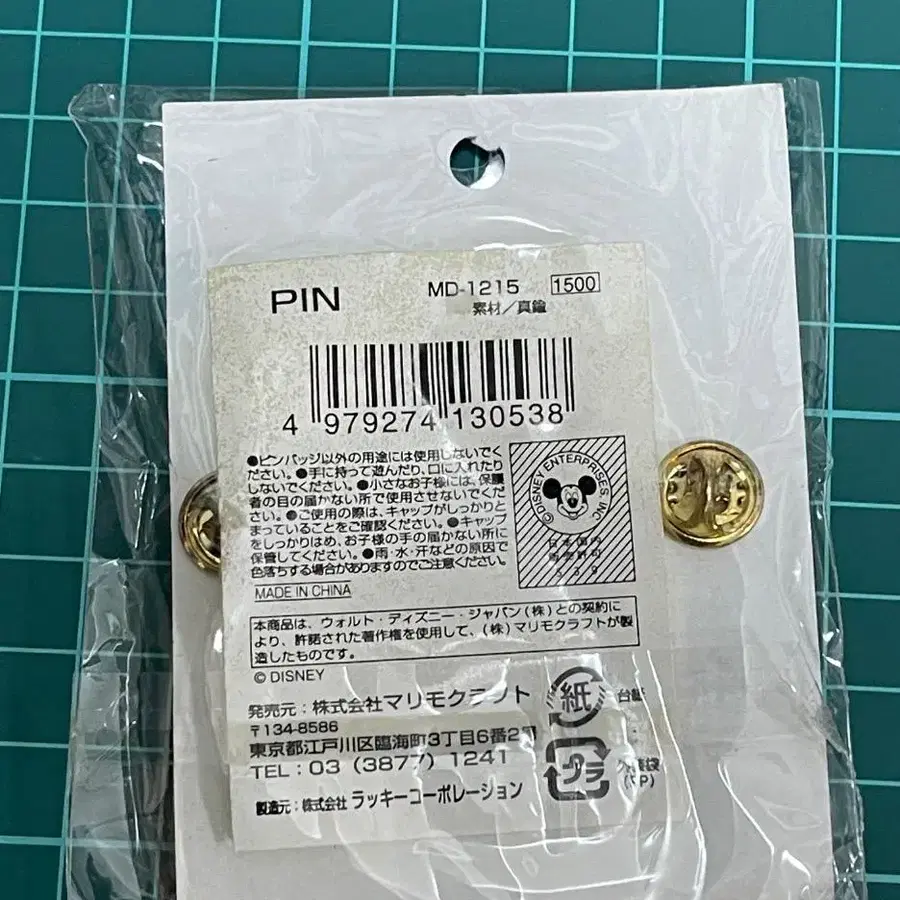 PIN
MD-1215 1500
素材／真鍮
4 979274 130538
●ピンバッジ以外の用途には使用しないでく
ださい。●手に持って遊んだり、口に入れたり
しないでください。●小さなお子様には、保護
者の目の届かない所で使用させないでくだ
さい。●ご使用の際は、キャップがしっかりと
まっていることをご確認ください。●キャップ
をしっかりはめ、お子様の手の届かない所に
保管してください。●雨・水・汗などの原因で
色落ちする場合がありますのでご注意ください。
©DISNEY ENTERPRISES, INC.
日本国内
339
MADE IN CHINA
本商品は、ウォルト・ディズニー・ジャパン(株)との契約に
より、許諾された著作権を使用して、(株)マリモクラフトが製
造したものです。
© DISNEY
発売元：株式会社マリモクラフト
〒134-8586
東京都江戸川区臨海町3丁目6番2号
TEL：03 (3877) 1241
製造元：株式会社 ラッキーコーポレーション
紙
台紙
プラ
外装袋
(PP)